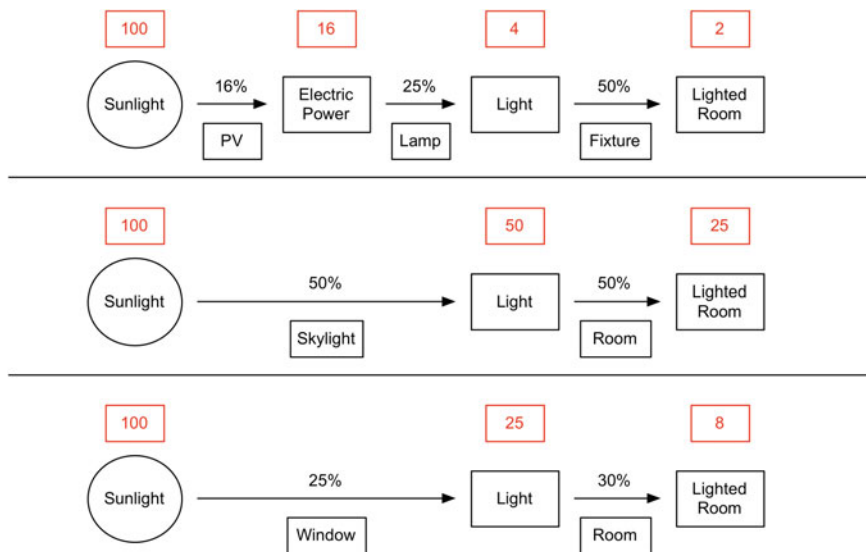 100
16
4
2
Sunlight
16%
PV
Electric
Power
25%
Lamp
Light
50%
Fixture
Lighted
Room
100
50
25
Sunlight
50%
Skylight
Light
50%
Room
Lighted
Room
100
25
8
Sunlight
25%
Window
Light
30%
Room
Lighted
Room